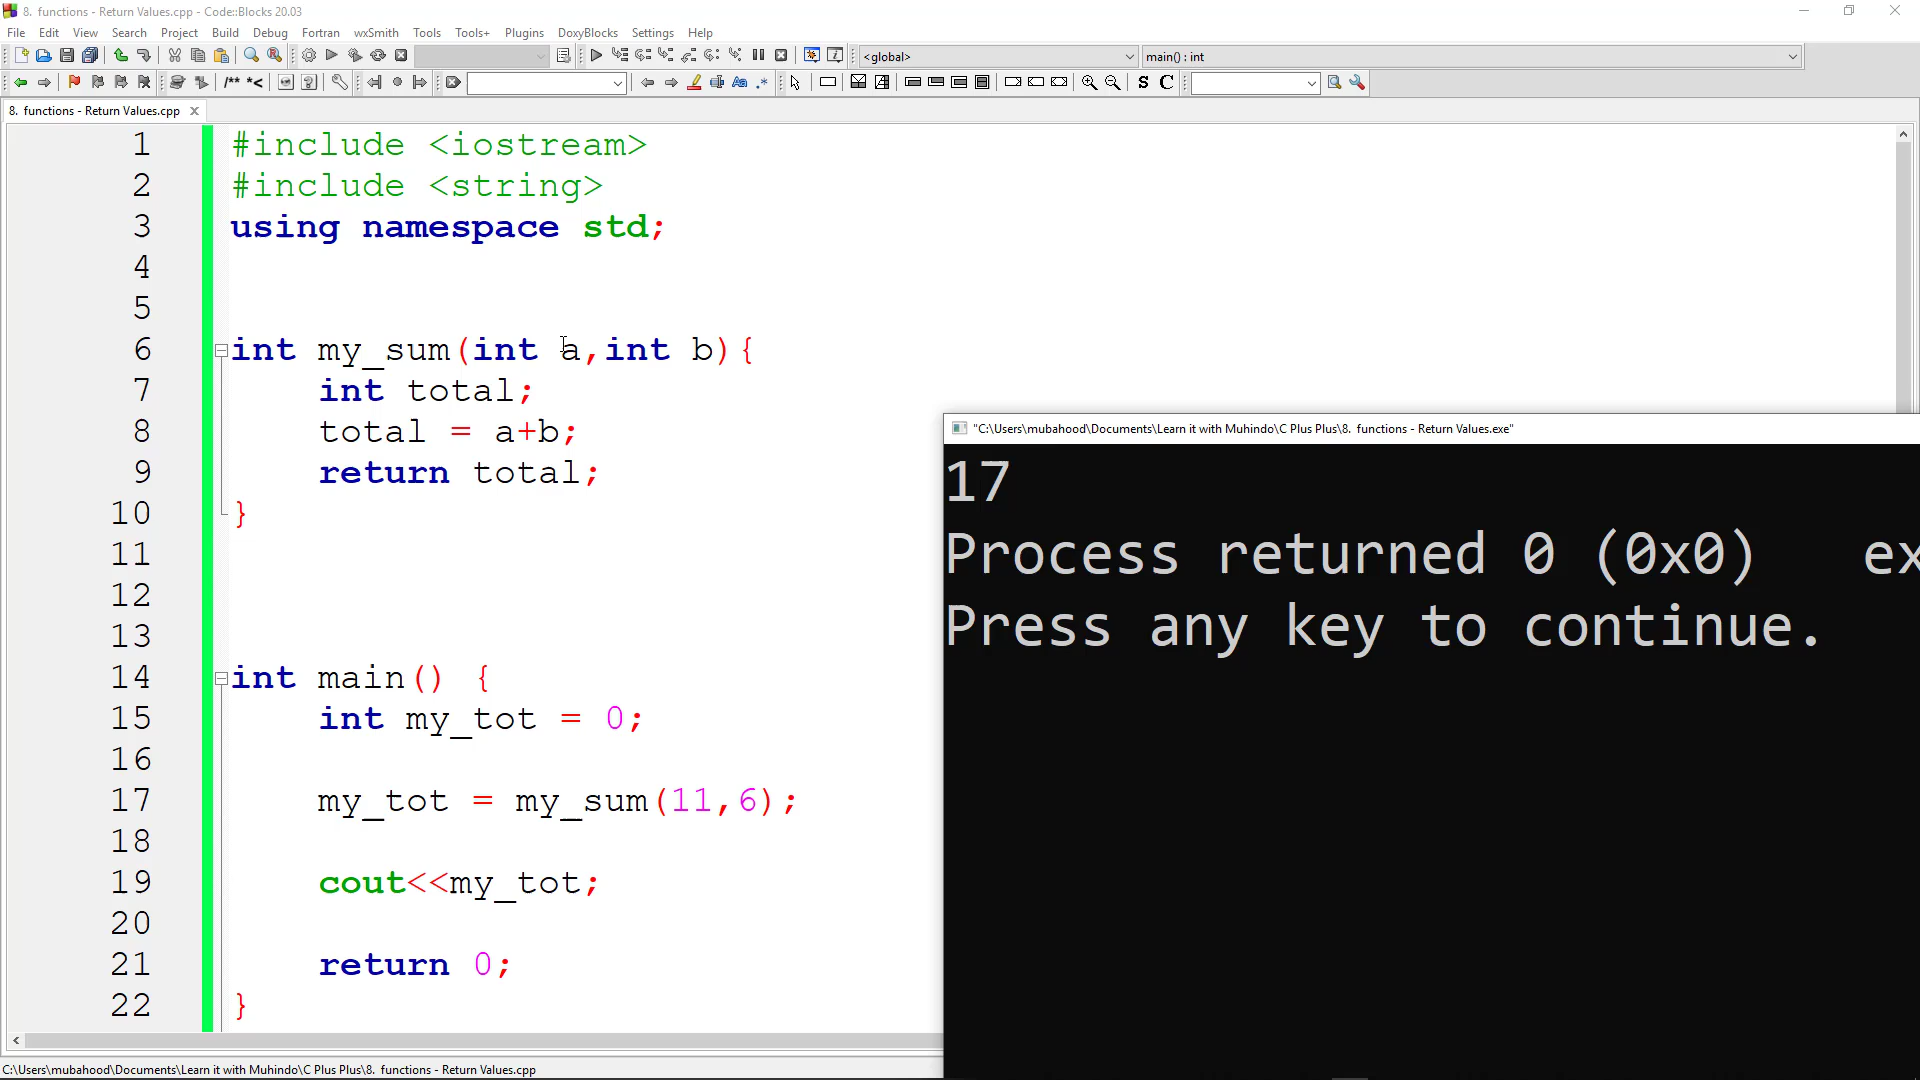 8. functions - Return Values.cpp - Code::Blocks 20.03
File Edit View Search Project Build Debug Fortran wxSmith Tools Tools+ Plugins DoxyBlocks Settings Help
<global> main() : int
/** *< Aa .* S C
8. functions - Return Values.cpp
1 #include <iostream>
2 #include <string>
3 using namespace std;
4
5
6 int my_sum(int a,int b){
7 int total;
8 total = a+b;
9 return total;
10 }
11
12
13
14 int main() {
15 int my_tot = 0;
16
17 my_tot = my_sum(11,6);
18
19 cout<<my_tot;
20
21 return 0;
22 }
"C:\Users\mubahood\Documents\Learn it with Muhindo\C Plus Plus\8. functions - Return Values.exe"
17
Process returned 0 (0x0) ex
Press any key to continue.
C:\Users\mubahood\Documents\Learn it with Muhindo\C Plus Plus\8. functions - Return Values.cpp